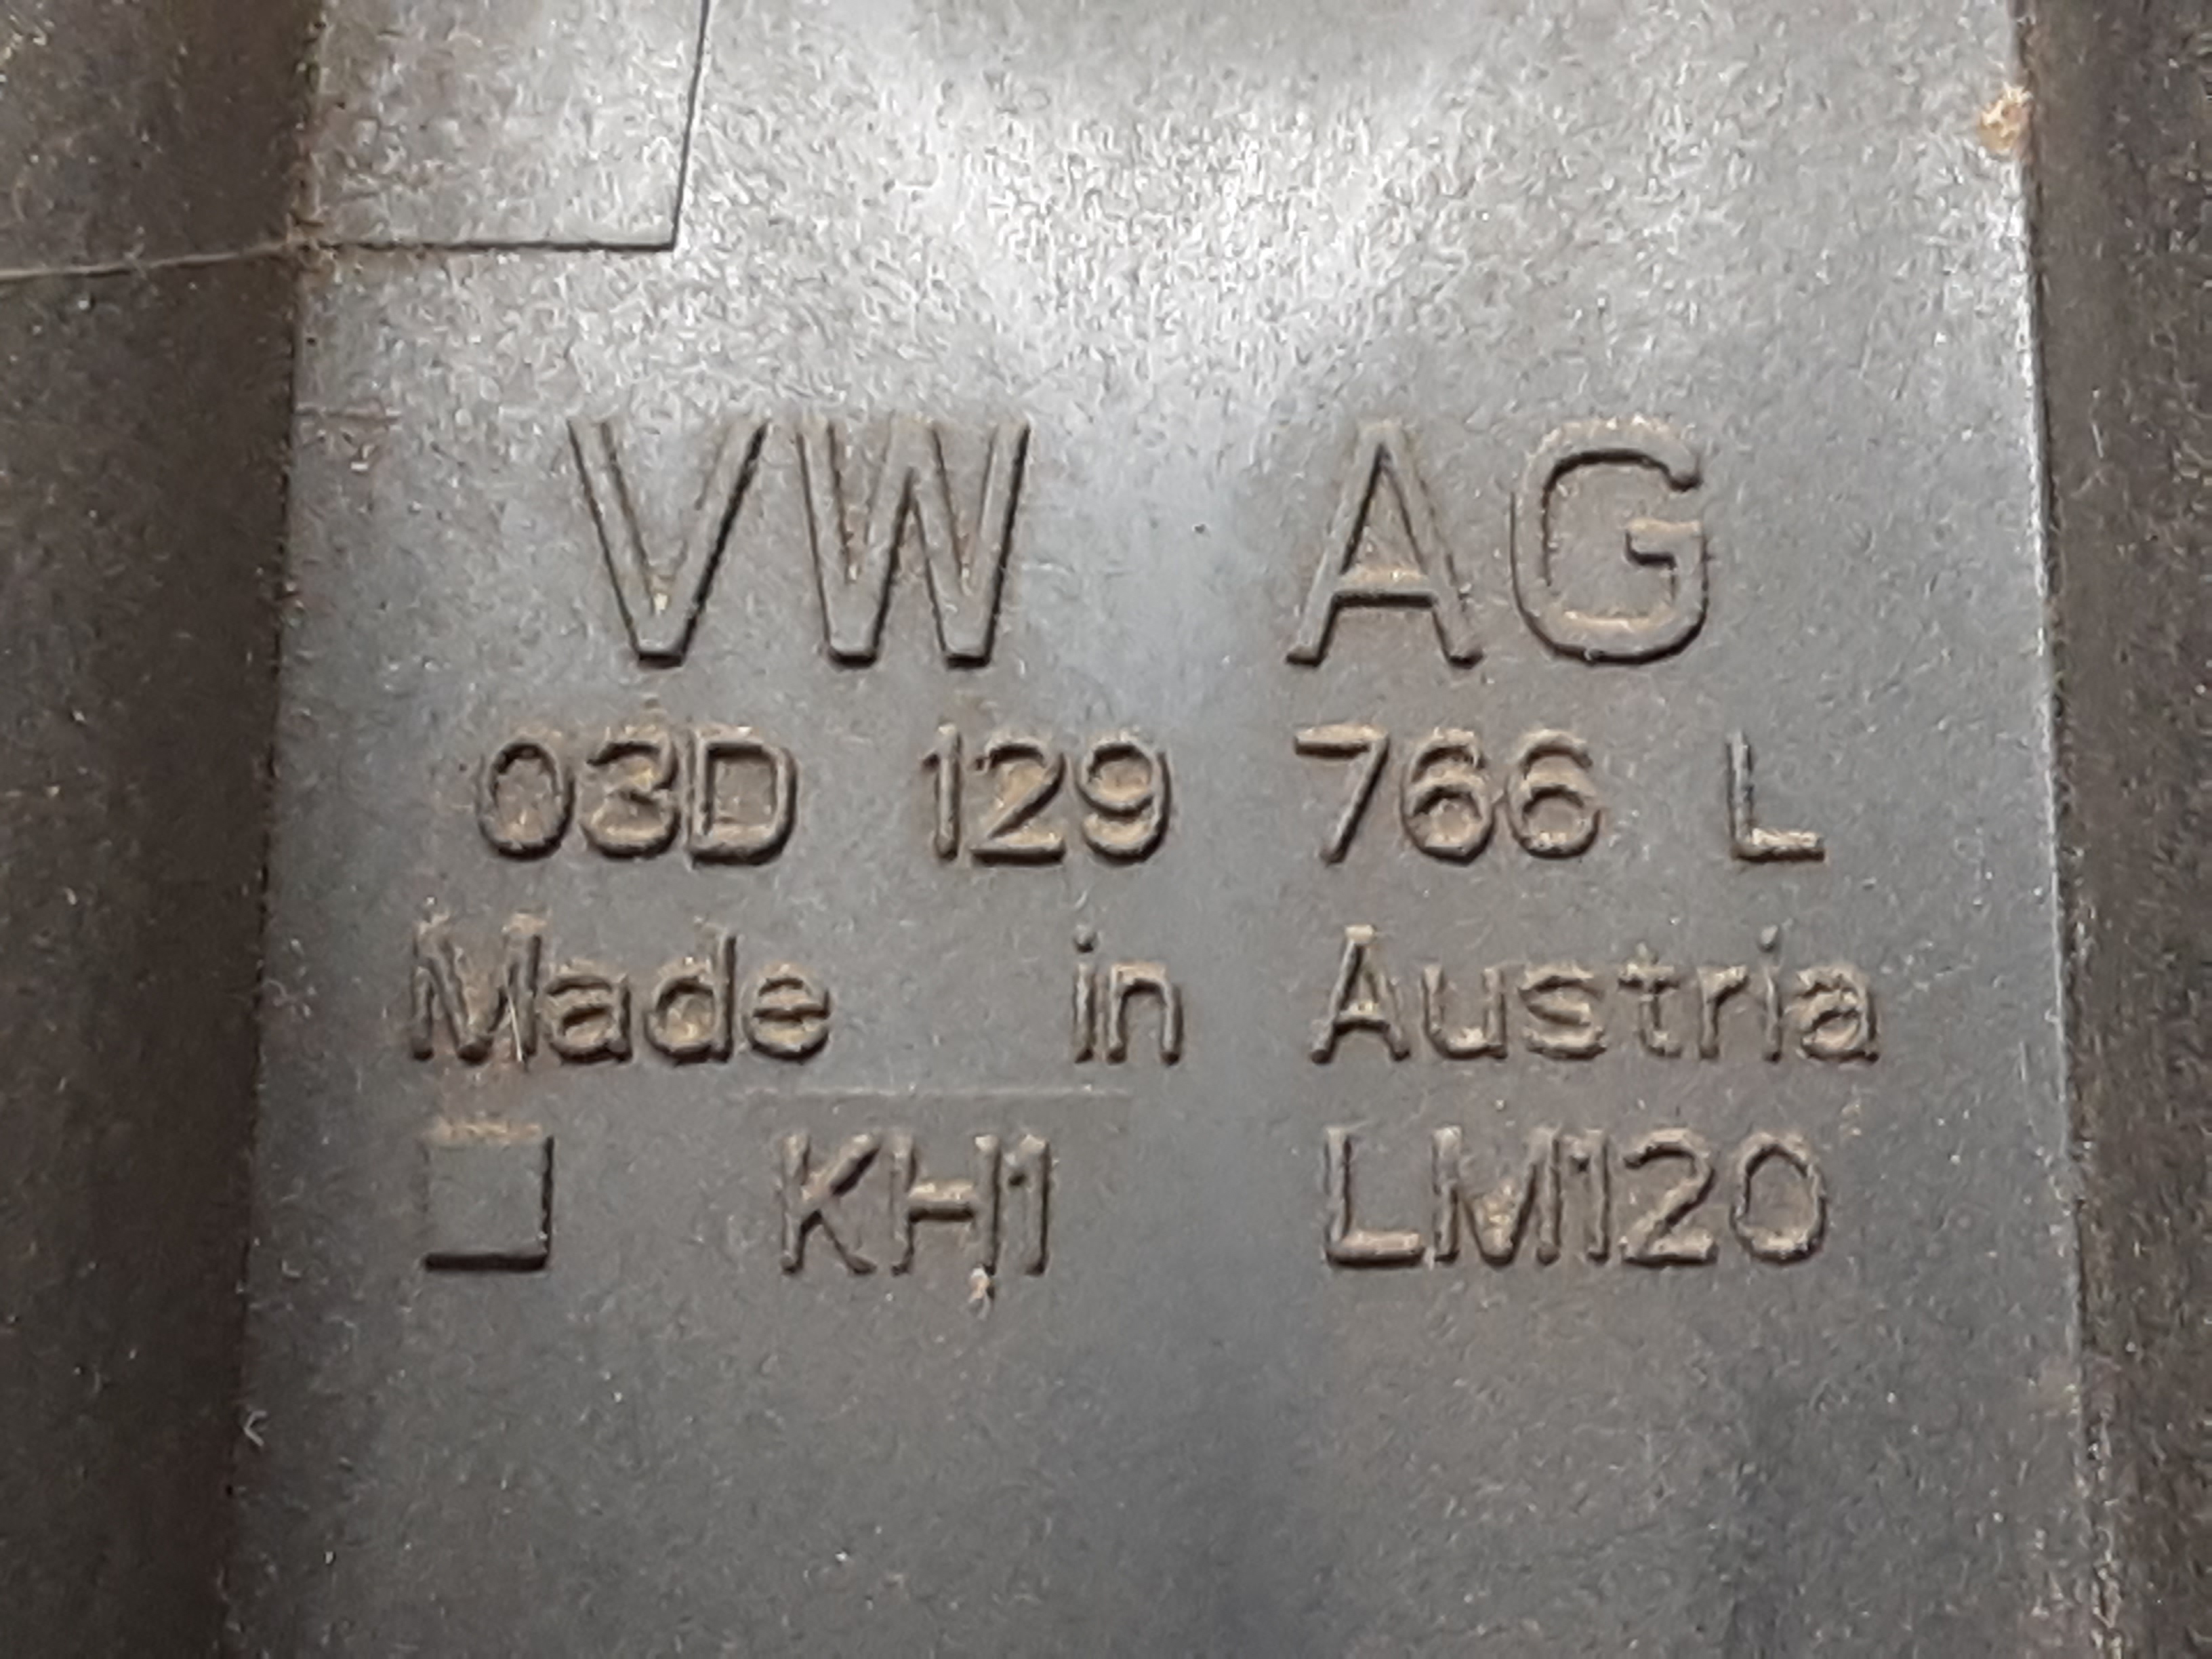 VW AG
03D 129 766 L
Made in Austria
KH1 LM120